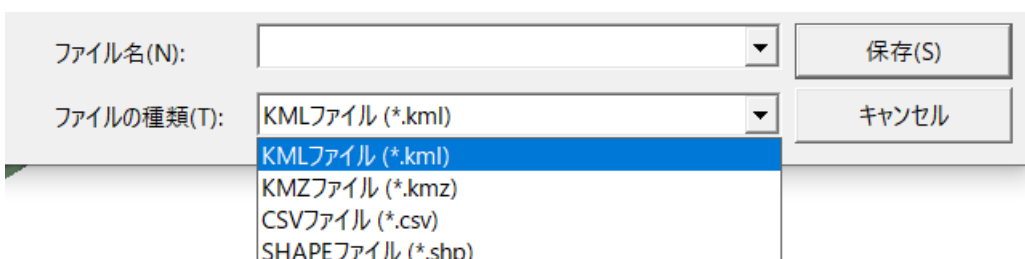 ファイル名(N):
保存(S)
ファイルの種類(T):
KMLファイル (*.kml)
キャンセル
KMLファイル (*.kml)
KMZファイル (*.kmz)
CSVファイル (*.csv)
SHAPEファイル (*.shp)